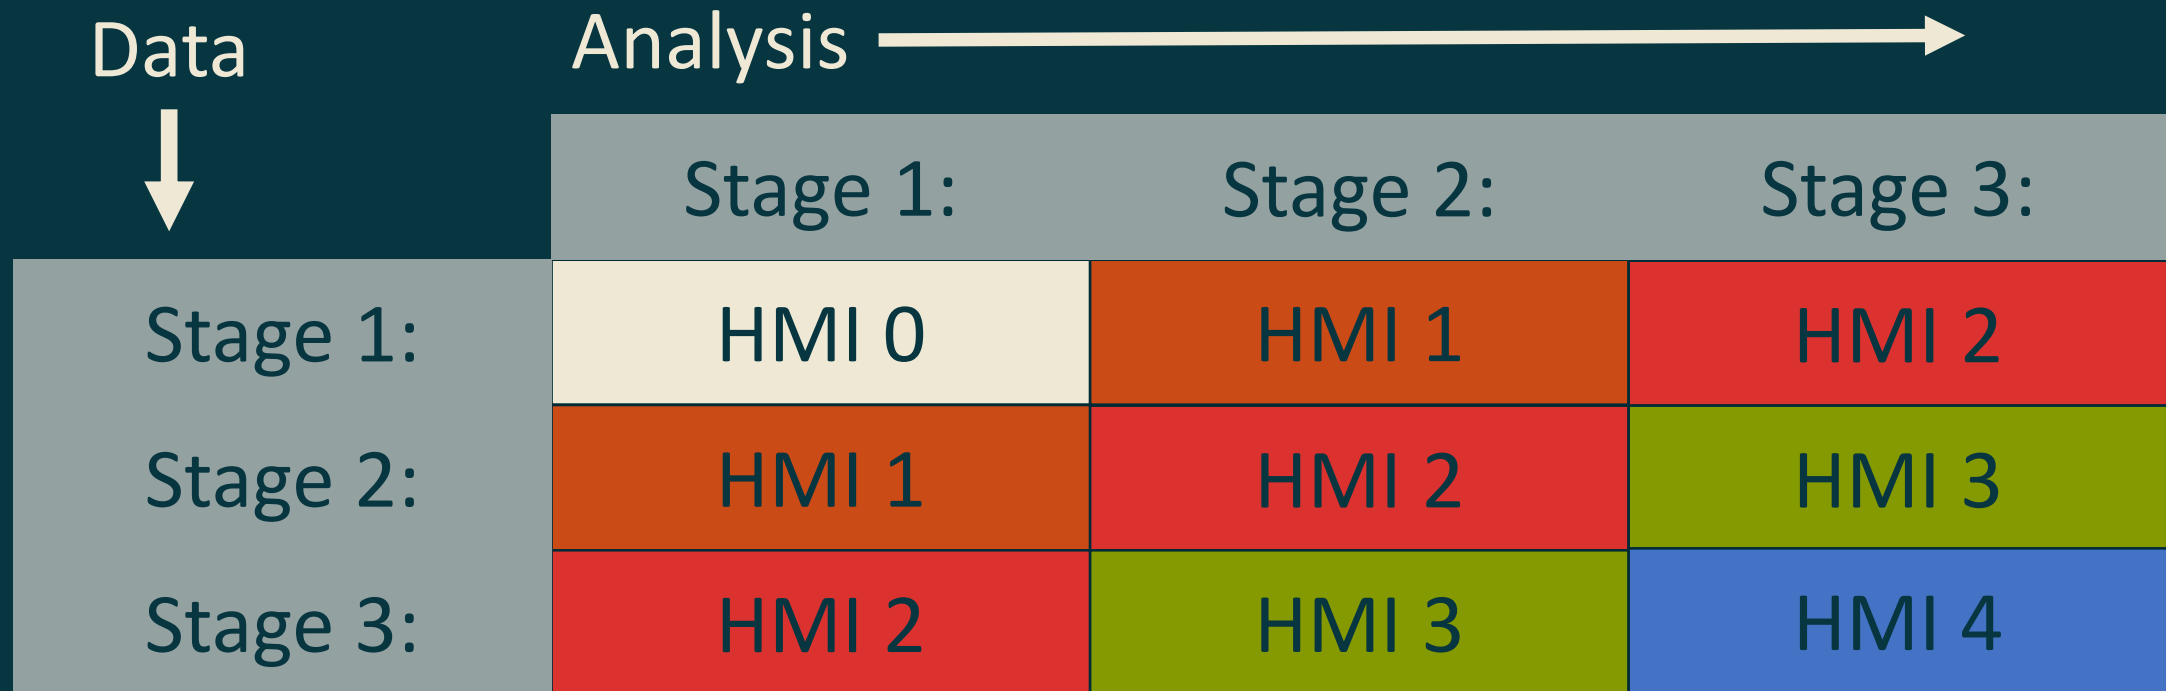 Data Analysis
Stage 1: Stage 2: Stage 3:
Stage 1: HMI 0 HMI 1 HMI 2
Stage 2: HMI 1 HMI 2 HMI 3
Stage 3: HMI 2 HMI 3 HMI 4